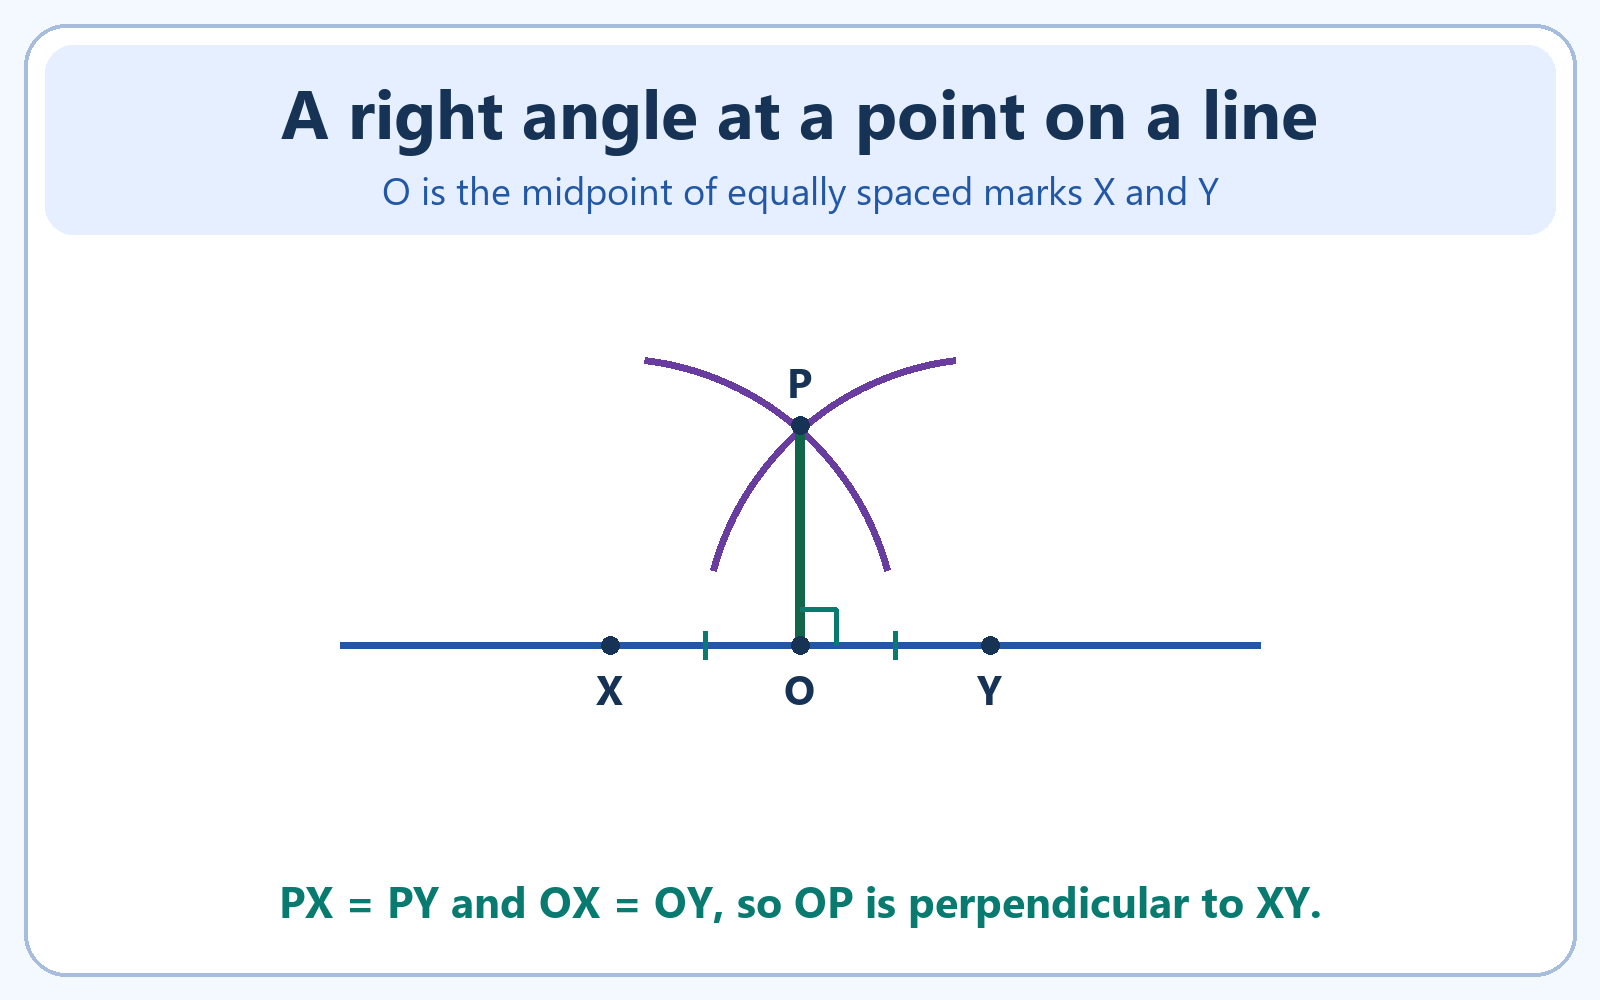 A right angle at a point on a line
O is the midpoint of equally spaced marks X and Y
P
X O Y
PX = PY and OX = OY, so OP is perpendicular to XY.